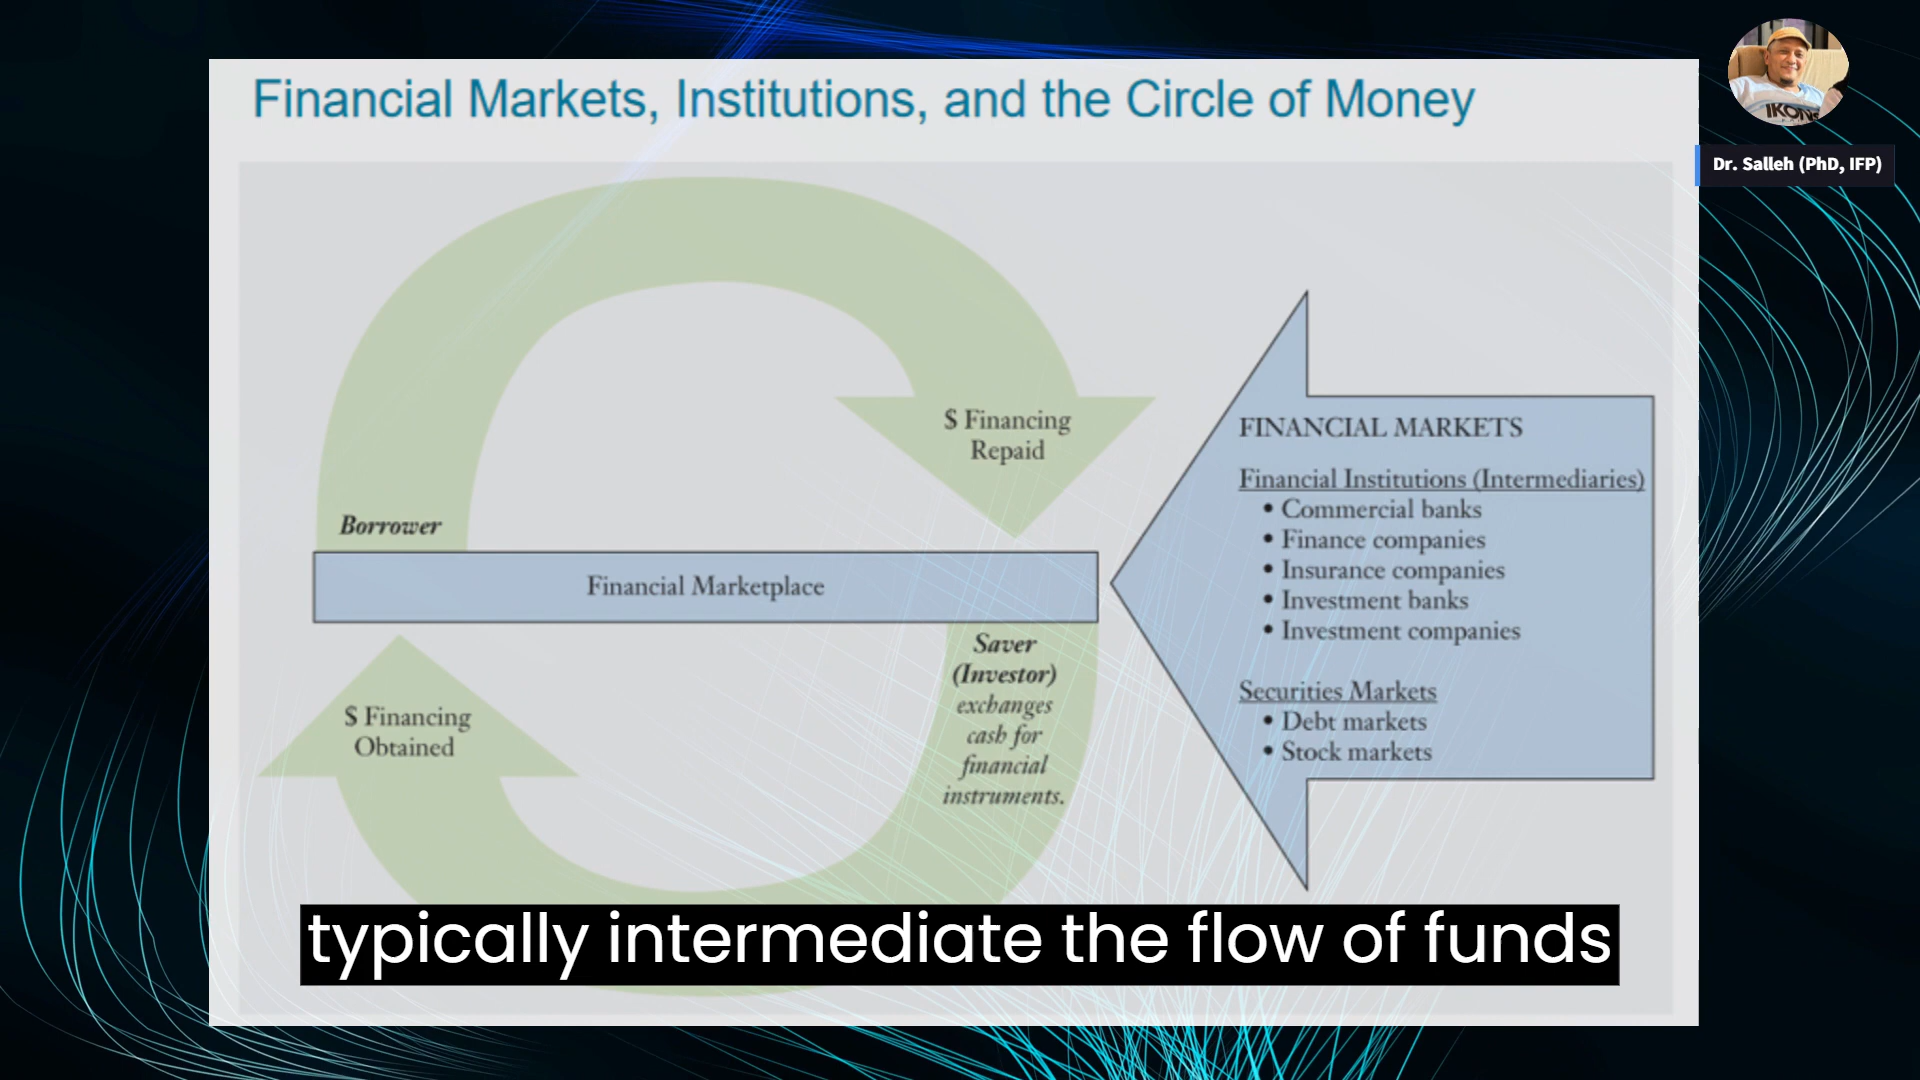 Financial Markets, Institutions, and the Circle of Money
IKON
Dr. Salleh (PhD, IFP)
$ Financing
Repaid
Borrower
Financial Marketplace
Saver
(Investor)
exchanges
cash for
financial
instruments.
$ Financing
Obtained
FINANCIAL MARKETS
Financial Institutions (Intermediaries)
• Commercial banks
• Finance companies
• Insurance companies
• Investment banks
• Investment companies
Securities Markets
• Debt markets
• Stock markets
typically intermediate the flow of funds